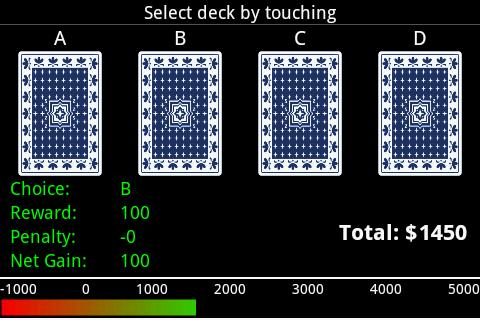 Select deck by touching
A B C D
Choice: B
Reward: 100
Penalty: -0
Net Gain: 100
Total: $1450
-1000 0 1000 2000 3000 4000 5000